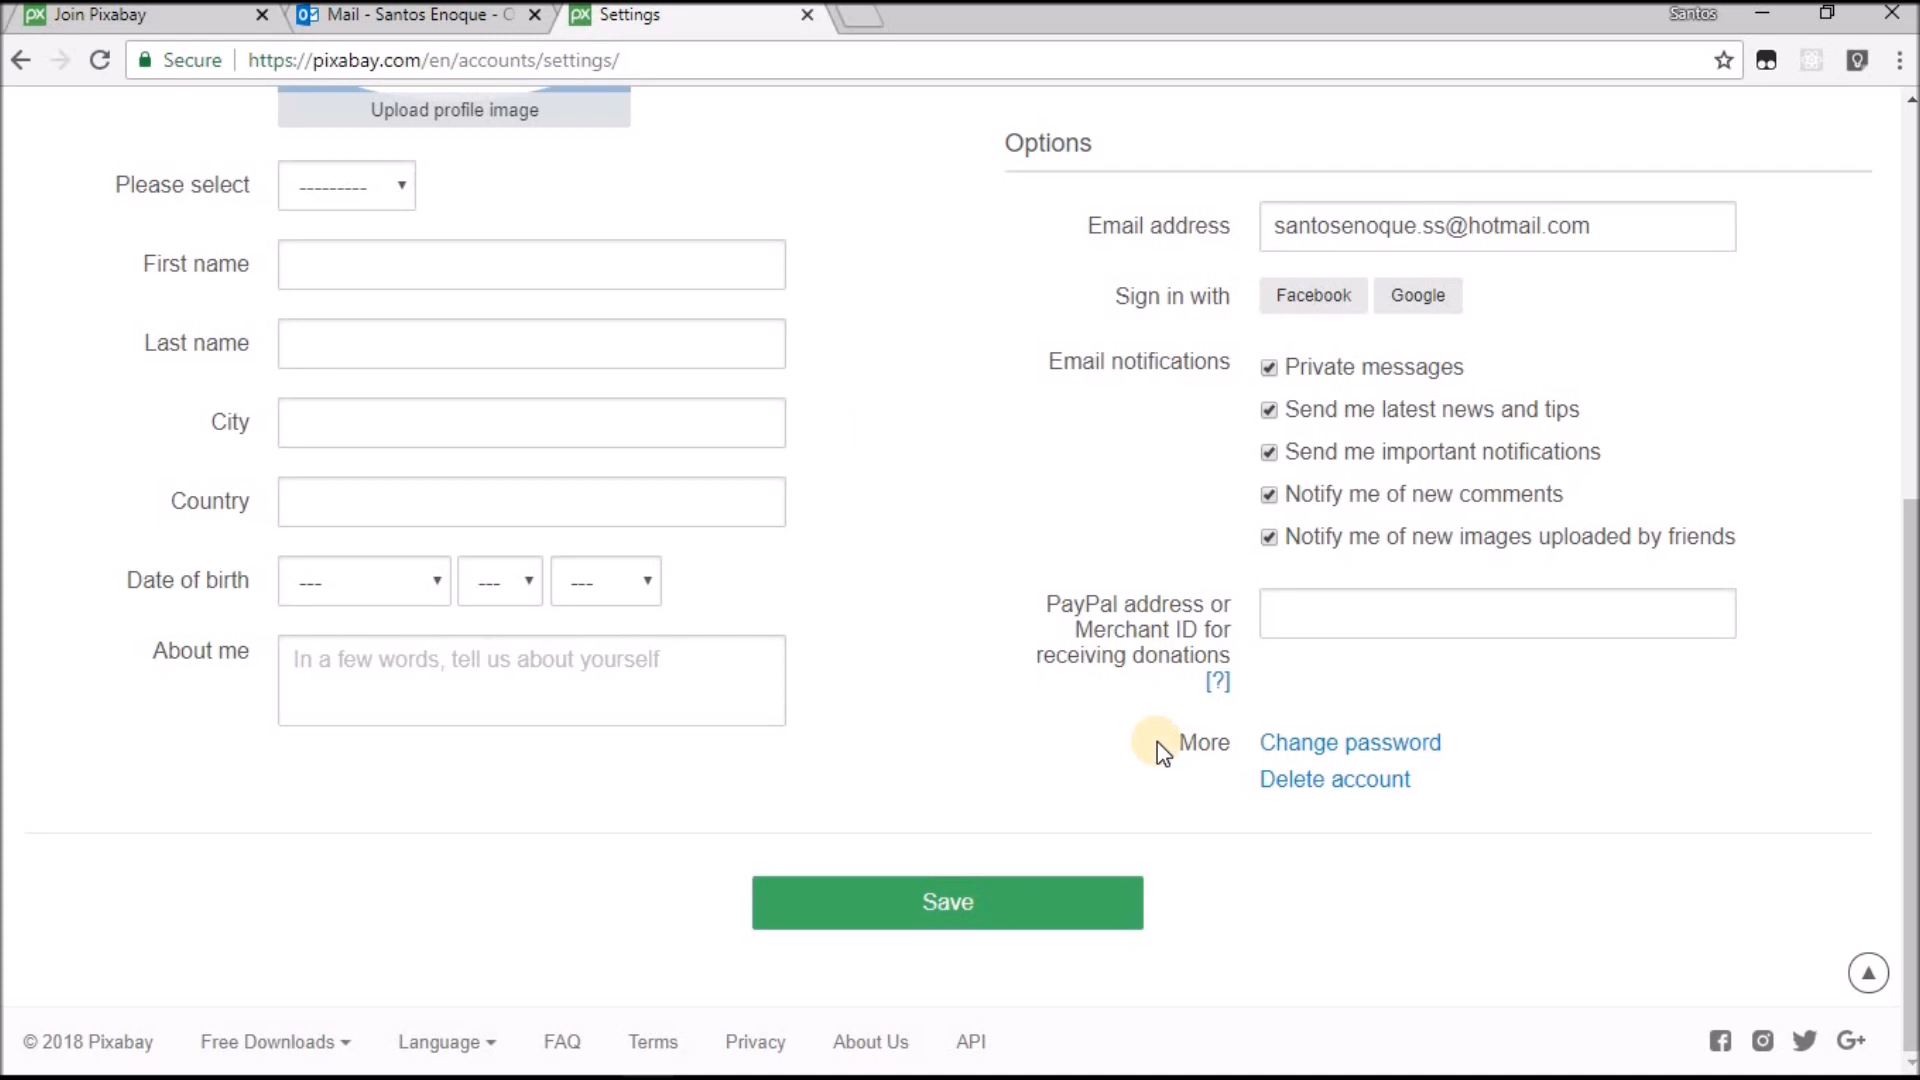 Join Pixabay
Mail - Santos Enoque - O
Settings
Santos
Secure
https://pixabay.com/en/accounts/settings/
Upload profile image
Please select
---------
First name
Last name
City
Country
Date of birth
--- --- ---
About me
In a few words, tell us about yourself
Options
Email address
santosenoque.ss@hotmail.com
Sign in with
Facebook Google
Email notifications
Private messages
Send me latest news and tips
Send me important notifications
Notify me of new comments
Notify me of new images uploaded by friends
PayPal address or
Merchant ID for
receiving donations
[?]
More
Change password
Delete account
Save
© 2018 Pixabay Free Downloads Language FAQ Terms Privacy About Us API